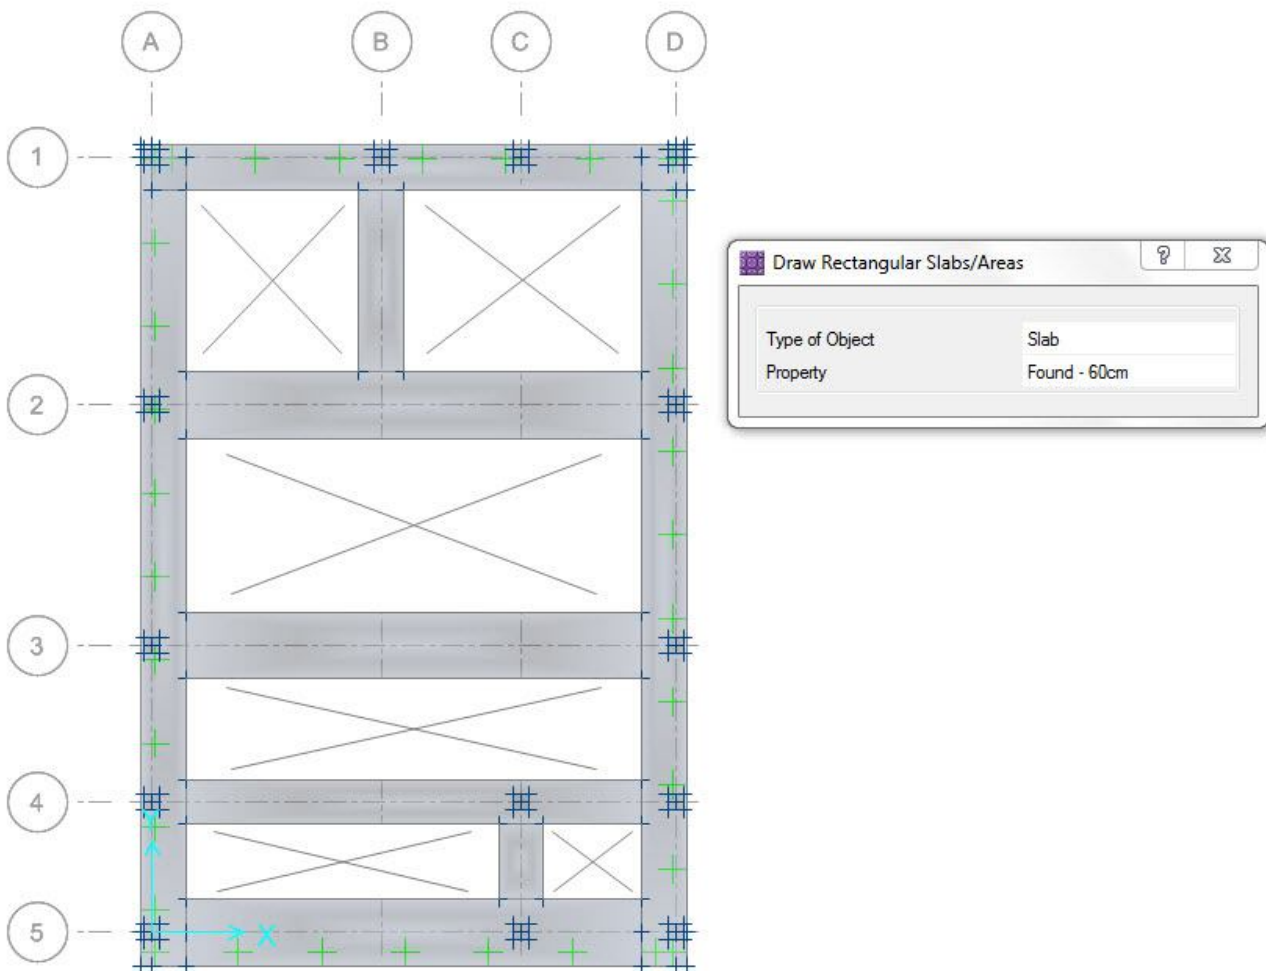 A B C D
1
Draw Rectangular Slabs/Areas ?
Type of Object Slab
Property Found - 60cm
2
3
4
Y
5
X